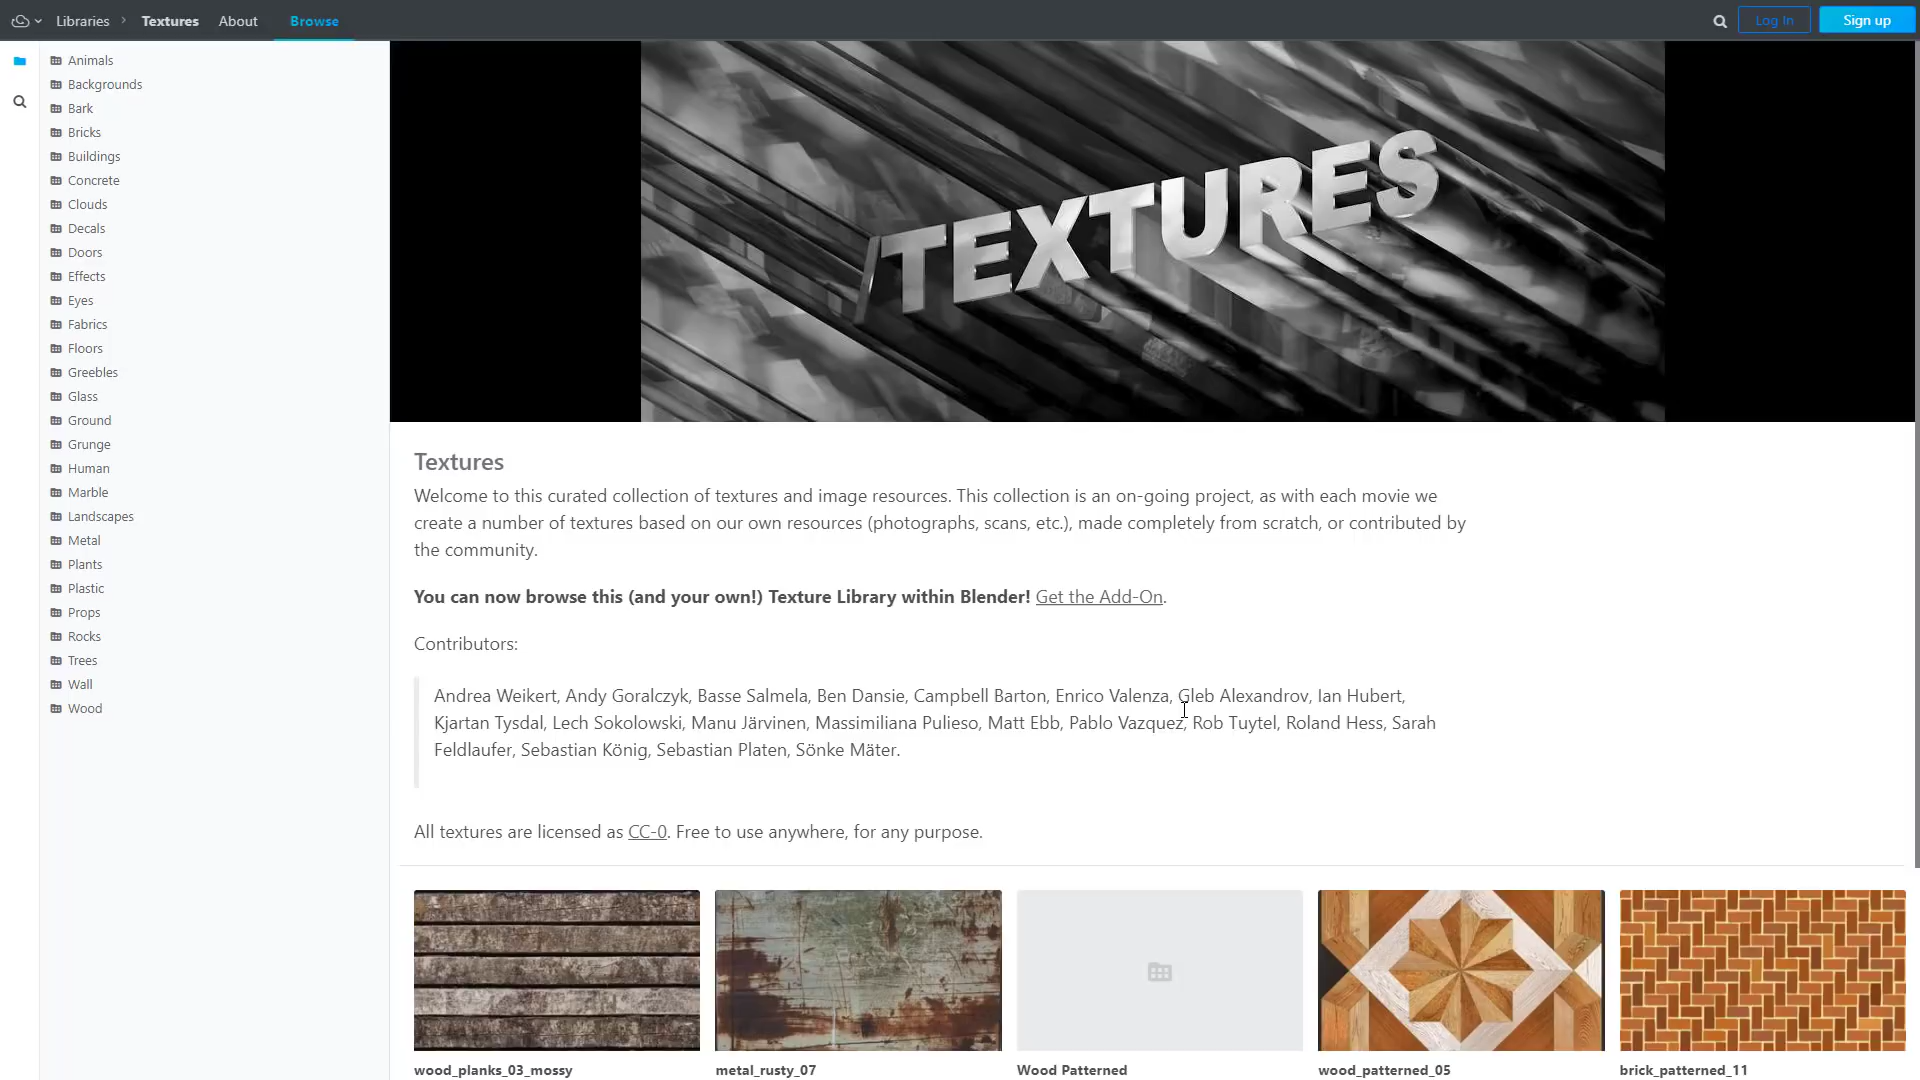 Libraries
Textures
About
Browse
Log In
Sign up
Animals
Backgrounds
Bark
Bricks
Buildings
Concrete
Clouds
Decals
Doors
Effects
Eyes
Fabrics
Floors
Greebles
Glass
Ground
Grunge
Human
Marble
Landscapes
Metal
Plants
Plastic
Props
Rocks
Trees
Wall
Wood
/TEXTURES
Textures
Welcome to this curated collection of textures and image resources. This collection is an on-going project, as with each movie we
create a number of textures based on our own resources (photographs, scans, etc.), made completely from scratch, or contributed by
the community.
You can now browse this (and your own!) Texture Library within Blender! Get the Add-On.
Contributors:
Andrea Weikert, Andy Goralczyk, Basse Salmela, Ben Dansie, Campbell Barton, Enrico Valenza, Gleb Alexandrov, Ian Hubert,
Kjartan Tysdal, Lech Sokolowski, Manu Järvinen, Massimiliana Pulieso, Matt Ebb, Pablo Vazquez, Rob Tuytel, Roland Hess, Sarah
Feldlaufer, Sebastian König, Sebastian Platen, Sönke Mäter.
All textures are licensed as CC-0. Free to use anywhere, for any purpose.
wood_planks_03_mossy
metal_rusty_07
Wood Patterned
wood_patterned_05
brick_patterned_11